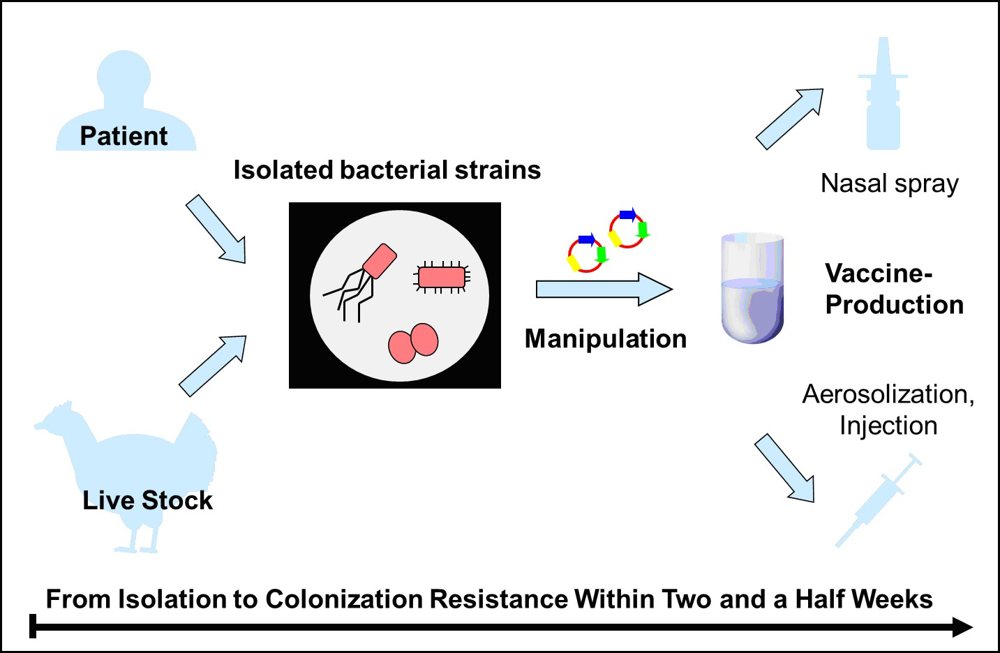 Patient
Isolated bacterial strains
Nasal spray
Vaccine-
Production
Manipulation
Aerosolization,
Injection
Live Stock
From Isolation to Colonization Resistance Within Two and a Half Weeks